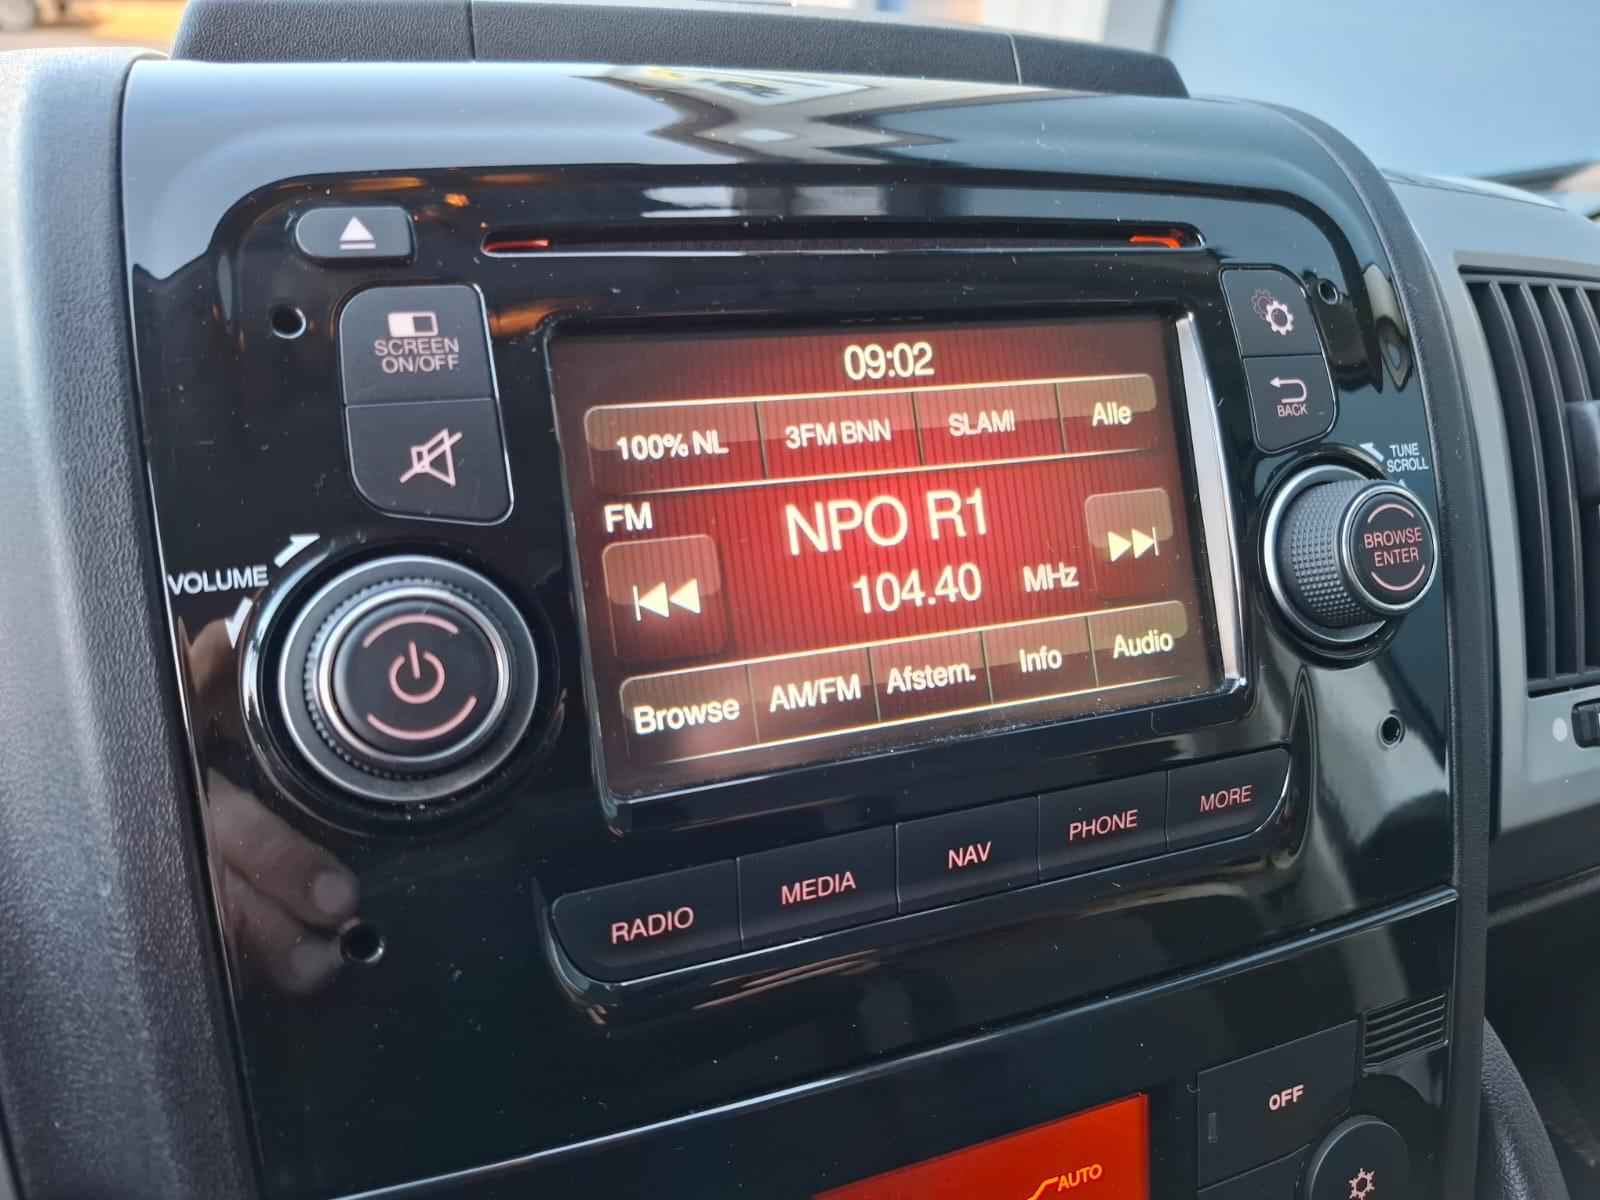 SCREEN
ON/OFF
VOLUME
09:02
100% NL
3FM BNN
SLAM!
Alle
FM
NPO R1
104.40 MHz
Browse
AM/FM
Afstem.
Info
Audio
BACK
TUNE
SCROLL
BROWSE
ENTER
RADIO
MEDIA
NAV
PHONE
MORE
OFF
AUTO